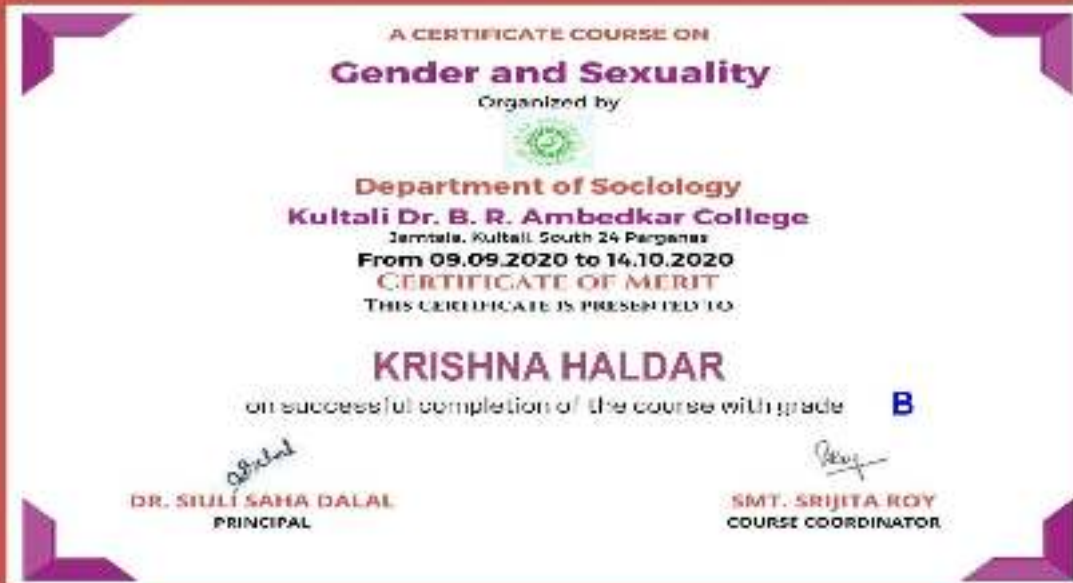 A CERTIFICATE COURSE ON
Gender and Sexuality
Organized by
Department of Sociology
Kultali Dr. B. R. Ambedkar College
Jamtala, Kultali, South 24 Parganas
From 09.09.2020 to 14.10.2020
CERTIFICATE OF MERIT
THIS CERTIFICATE IS PRESENTED TO
KRISHNA HALDAR
on successful completion of the course with grade B
DR. SIULI SAHA DALAL
PRINCIPAL
SMT. SRIJITA ROY
COURSE COORDINATOR